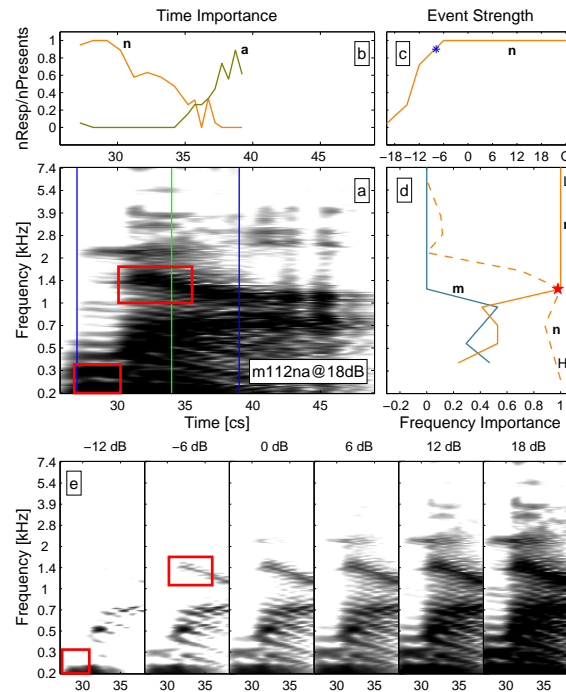 Time Importance
Event Strength
nResp/nPresents
1
0.8
0.6
0.4
0.2
0
n
a
b
30 35 40 45
n
c
−18 −12 −6 0 6 12 18 24
Frequency [kHz]
7.4
5.4
3.9
2.8
2
1.4
1
0.7
0.5
0.3
0.2
a
m112na@18dB
30 35 40 45
Time [cs]
d
L
m
n
H
−0.2 0 0.2 0.4 0.6 0.8 1
Frequency Importance
−12 dB −6 dB 0 dB 6 dB 12 dB 18 dB
Frequency [kHz]
7.4
5.4
3.9
2.8
2
1.4
1
0.7
0.5
0.3
0.2
e
30 35 30 35 30 35 30 35 30 35 30 35